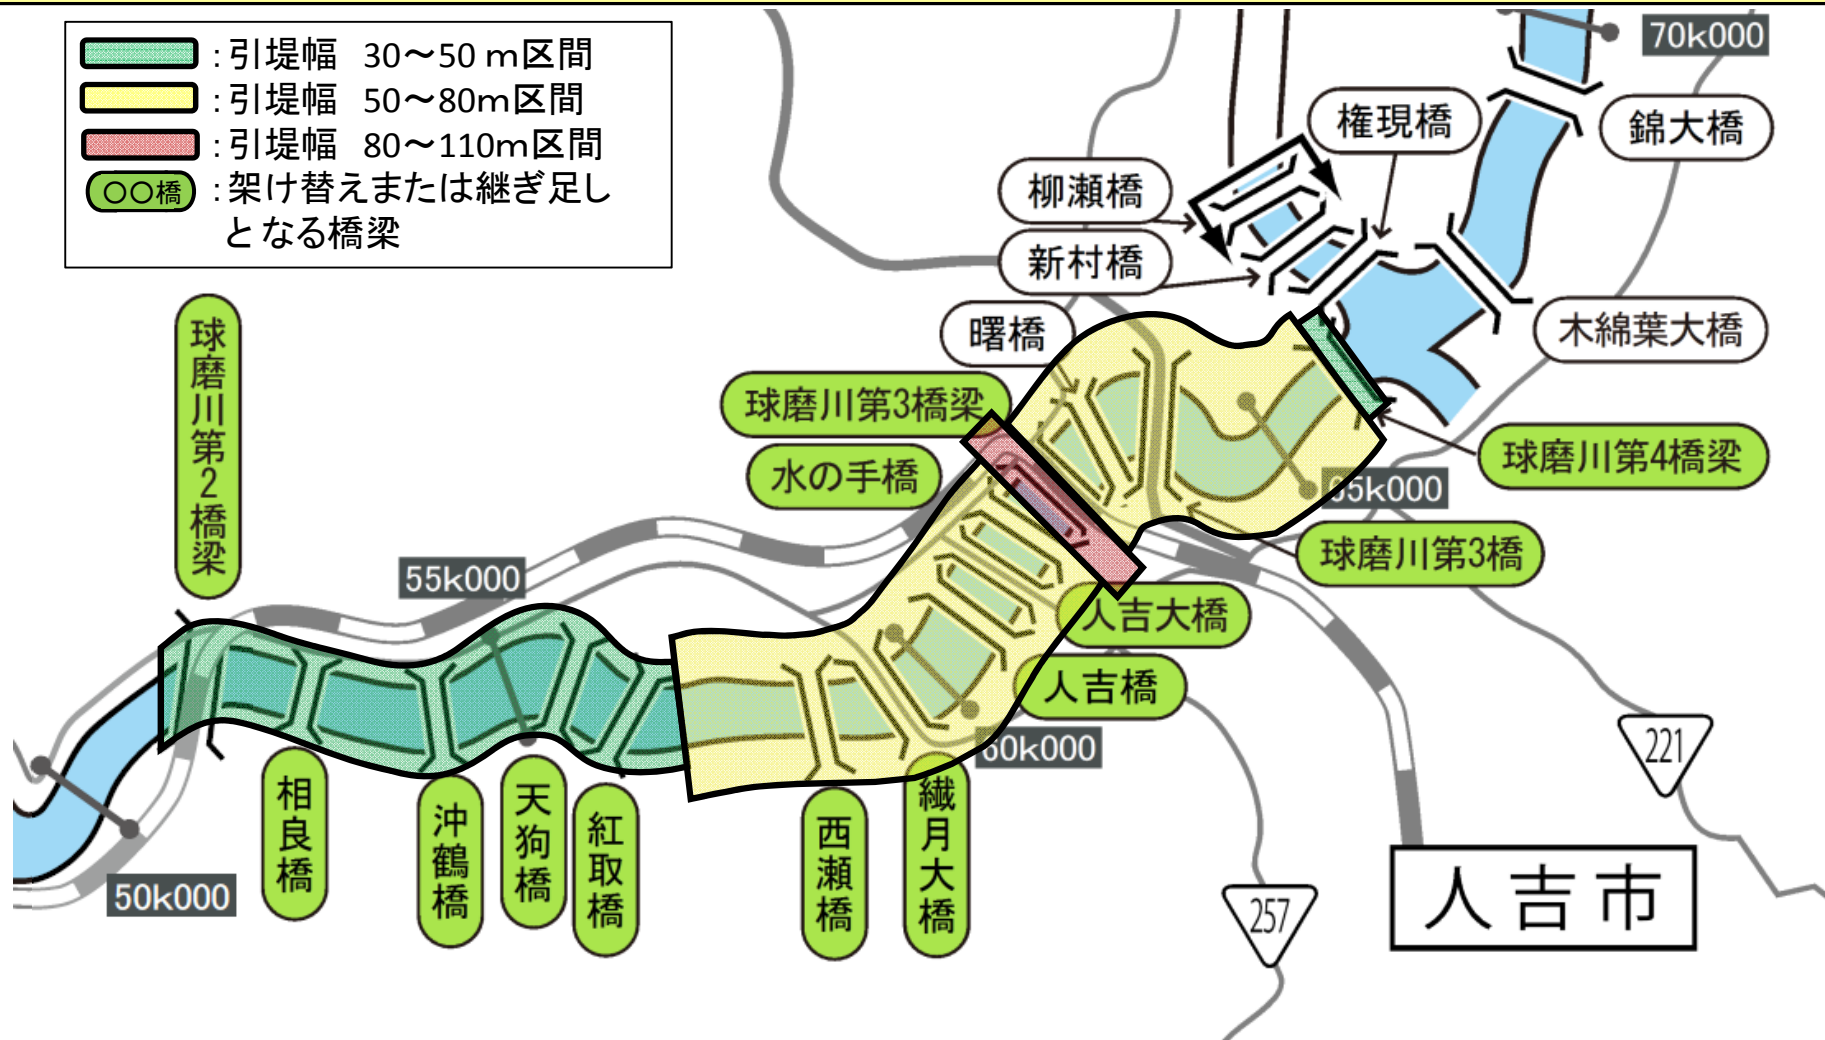 ：引堤幅 30～50 m区間
：引堤幅 50～80m区間
：引堤幅 80～110m区間
○○橋 ：架け替えまたは継ぎ足し
となる橋梁
70k000
権現橋
錦大橋
柳瀬橋
新村橋
曙橋
木綿葉大橋
球磨川第2橋梁
球磨川第3橋梁
水の手橋
球磨川第4橋梁
65k000
球磨川第3橋
55k000
人吉大橋
人吉橋
60k000
221
相良橋
沖鶴橋
天狗橋
紅取橋
西瀬橋
繊月大橋
50k000
257
人吉市